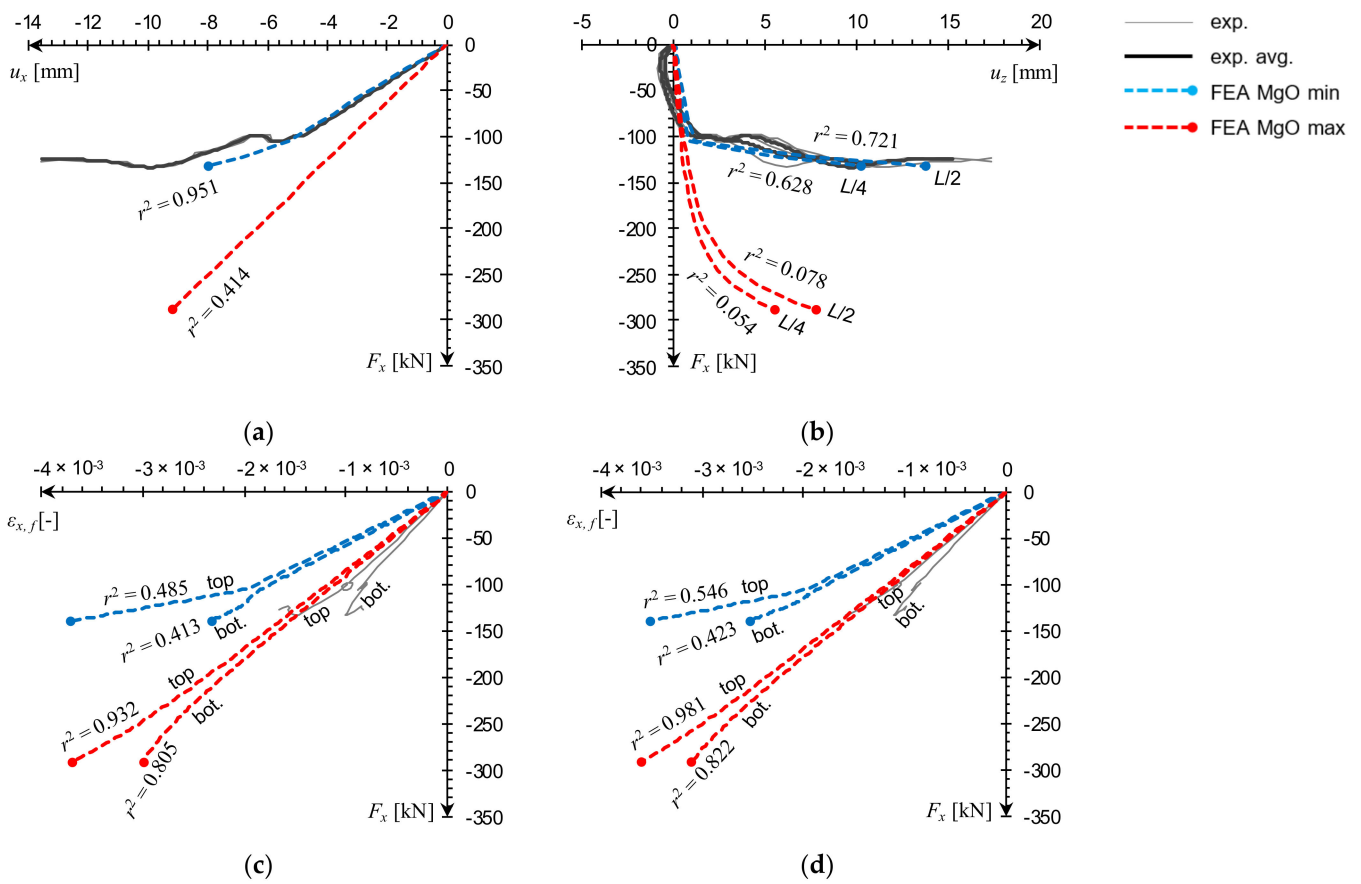 -14 -12 -10 -8 -6 -4 -2 0
u_x [mm]
0
-50
-100
-150
-200
-250
-300
-350
r² = 0.951
r² = 0.414
F_x [kN]
(a)
-5 0 5 10 15 20
u_z [mm]
0
-50
-100
-150
-200
-250
-300
-350
r² = 0.721
r² = 0.628
L/4
L/2
r² = 0.078
r² = 0.054
L/4
L/2
F_x [kN]
(b)
exp.
exp. avg.
FEA MgO min
FEA MgO max
-4 × 10⁻³ -3 × 10⁻³ -2 × 10⁻³ -1 × 10⁻³ 0
ε_x, f [-]
0
-50
-100
-150
-200
-250
-300
-350
r² = 0.485
top
r² = 0.413
bot.
top
bot.
r² = 0.932
top
r² = 0.805
bot.
F_x [kN]
(c)
-4 × 10⁻³ -3 × 10⁻³ -2 × 10⁻³ -1 × 10⁻³ 0
ε_x, f [-]
0
-50
-100
-150
-200
-250
-300
-350
r² = 0.546
top
r² = 0.423
bot.
top
bot.
r² = 0.981
top
r² = 0.822
bot.
F_x [kN]
(d)